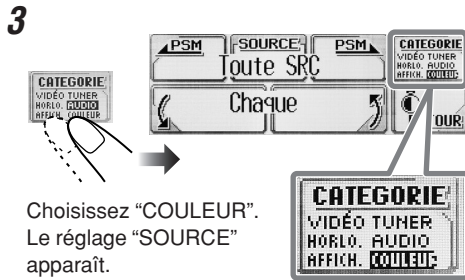 3
CATEGORIE
VIDÉO TUNER
HORLO. AUDIO
AFFICH. COULEUR
PSM SOURCE PSM
Toute SRC
Chaque
CATEGORIE
VIDÉO TUNER
HORLO. AUDIO
AFFICH. COULEUR
OUR
CATEGORIE
VIDÉO TUNER
HORLO. AUDIO
AFFICH. COULEUR
Choisissez “COULEUR”.
Le réglage “SOURCE”
apparaît.